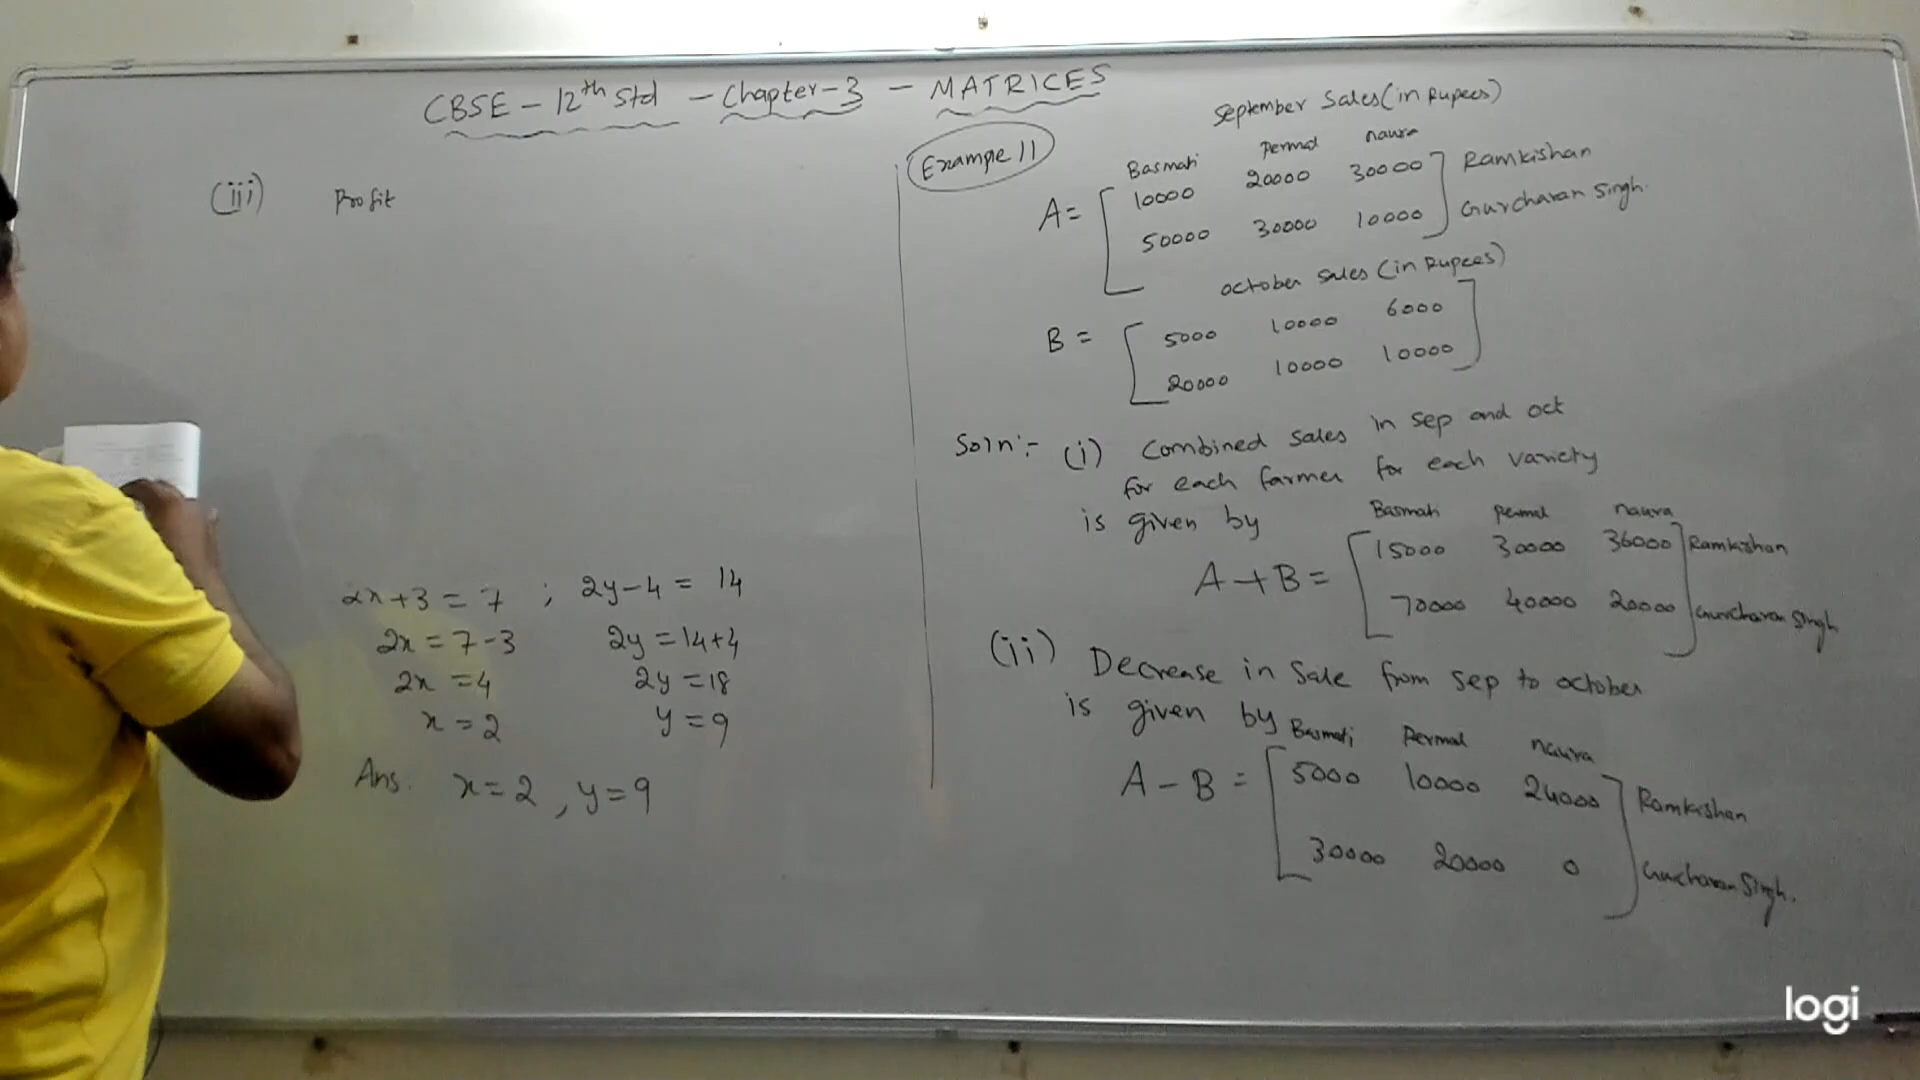 CBSE - 12th std - Chapter-3 - MATRICES
(iii) Profit
2x+3 = 7 ; 2y-4 = 14
2x = 7-3 2y = 14+4
2x = 4 2y = 18
x = 2 y = 9
Ans. x = 2 , y = 9
Example 11
September Sales (in Rupees)
Basmati Permal naura
A = [ 10000 20000 30000 ] Ramkishan
50000 30000 10000 Gurcharan Singh.
october sales (in Rupees)
B = [ 5000 10000 6000 ]
20000 10000 10000
Soln:- (i) Combined sales in sep and oct
for each farmer for each variety
is given by
Basmati permal naura
A+B = [ 15000 30000 36000 ] Ramkishan
70000 40000 20000 Gurcharan Singh
(ii) Decrease in Sale from sep to october
is given by
Basmati Permal naura
A - B = [ 5000 10000 24000 ] Ramkishan
30000 20000 0 Gurcharan Singh.
logi